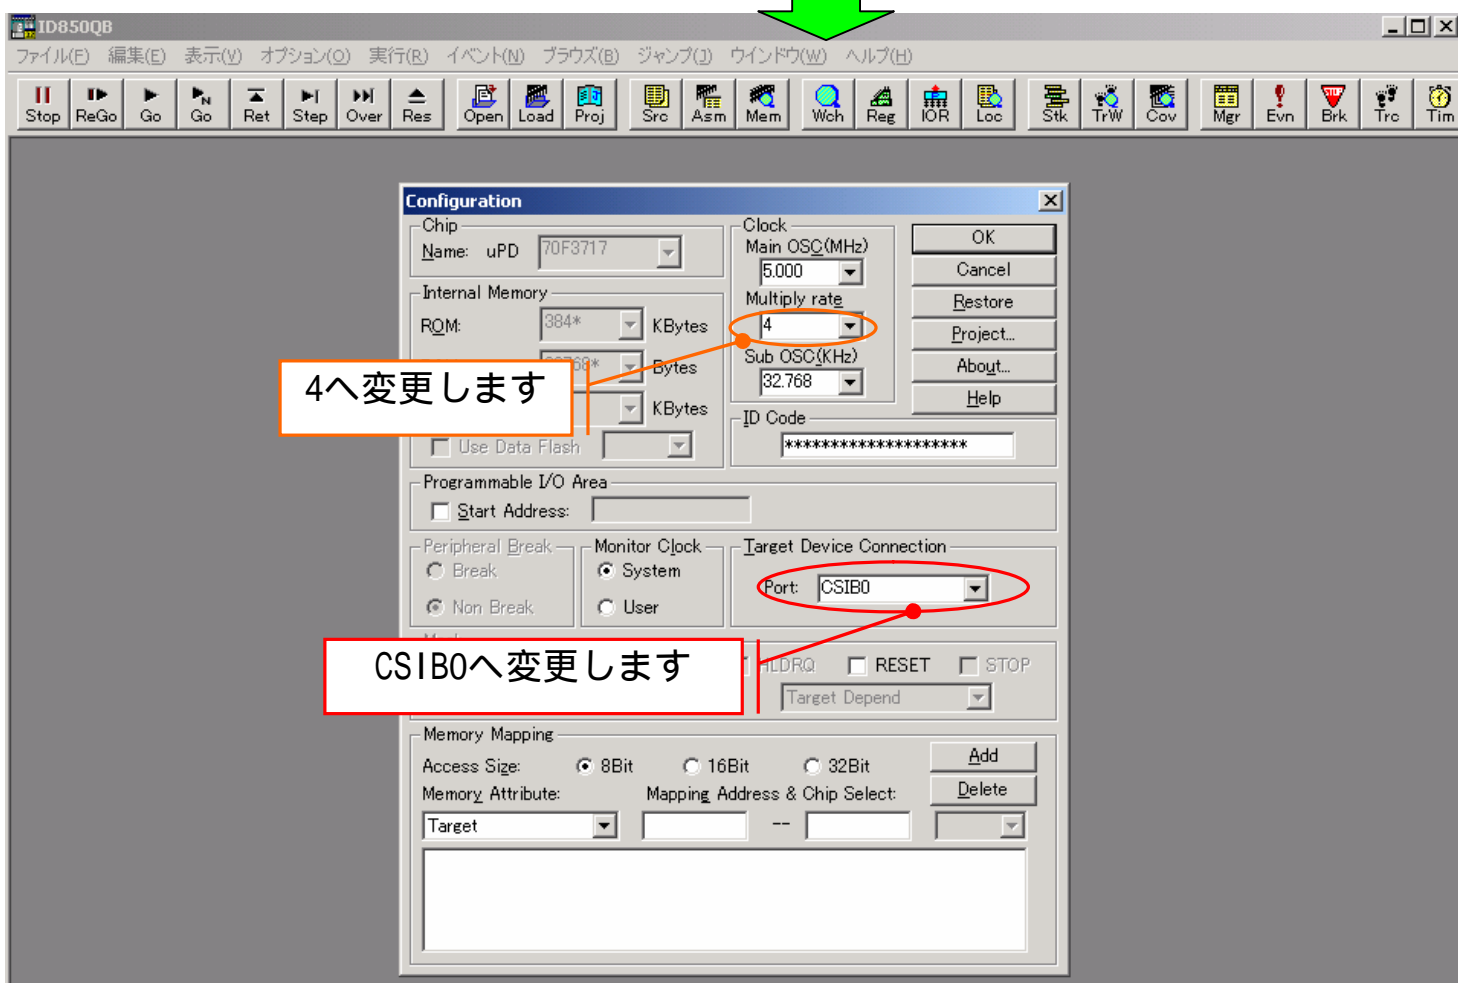 ID850QB
ファイル(F) 編集(E) 表示(V) オプション(O) 実行(R) イベント(N) ブラウズ(B) ジャンプ(J) ウインドウ(W) ヘルプ(H)
Stop ReGo Go Go Ret Step Over Res Open Load Proj Src Asm Mem Wch Reg IOR Loc Stk TrW Cov Mgr Evn Brk Trc Tim
Configuration
Chip
Name: uPD 70F3717
Clock
Main OSC(MHz)
5.000
Multiply rate
4
Sub OSC(KHz)
32.768
OK
Cancel
Restore
Project...
About...
Help
Internal Memory
ROM: 384* KBytes
Bytes
KBytes
Use Data Flash
4へ変更します
ID Code
********************
Programmable I/O Area
Start Address:
Peripheral Break
Break
Non Break
Monitor Clock
System
User
Target Device Connection
Port: CSIB0
CSIB0へ変更します
HLDRQ RESET STOP
Target Depend
Memory Mapping
Access Size: 8Bit 16Bit 32Bit
Add
Memory Attribute: Mapping Address & Chip Select:
Delete
Target --